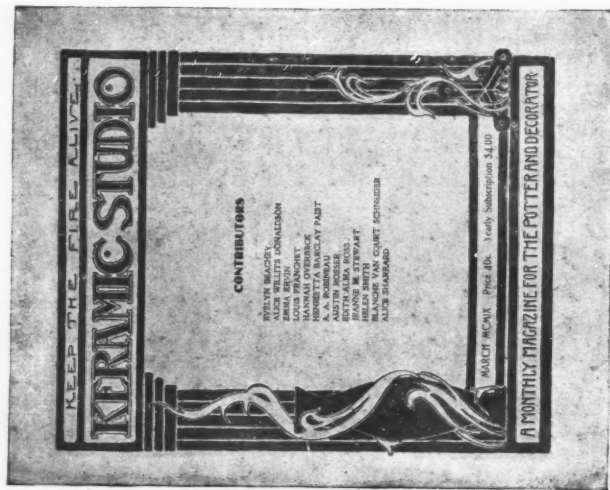 KEEP THE FIRE ALIVE
KERAMIC STUDIO
CONTRIBUTORS
EVELYN BEACHEY
ALICE WILLITS DONALDSON
EMMA ERVIN
LOUIS FRANCHET
HANNAH OVERBECK
HENRIETTA BARCLAY PAIST
A. A. ROBINEAU
AUSTIN ROSSER
EDITH ALMA ROSS
JEANNE M. STEWART
HELEN SMITH
BLANCHE VAN COURT SCHNEIDER
ALICE SHARRARD
MARCH MCMIX Price 40c. Yearly Subscription $4.00
A MONTHLY MAGAZINE FOR THE POTTER AND DECORATOR